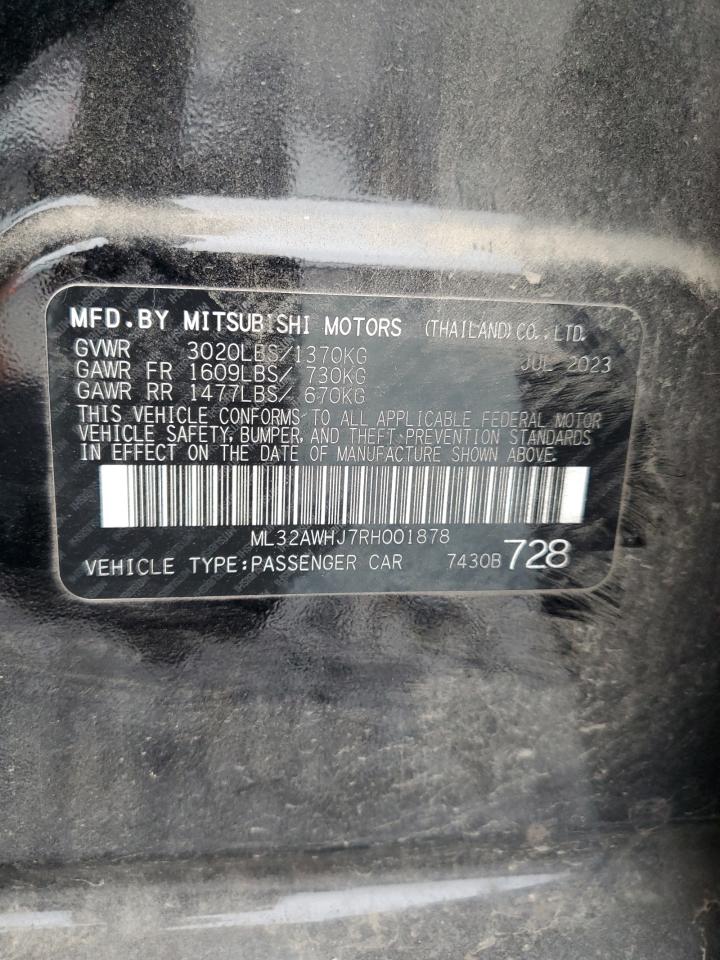 MFD.BY MITSUBISHI MOTORS (THAILAND) CO., LTD.
GVWR 3020LBS/1370KG JUL 2023
GAWR FR 1609LBS/ 730KG
GAWR RR 1477LBS/ 670KG
THIS VEHICLE CONFORMS TO ALL APPLICABLE FEDERAL MOTOR
VEHICLE SAFETY, BUMPER, AND THEFT PREVENTION STANDARDS
IN EFFECT ON THE DATE OF MANUFACTURE SHOWN ABOVE.
ML32AWHJ7RH001878
VEHICLE TYPE:PASSENGER CAR 7430B 728